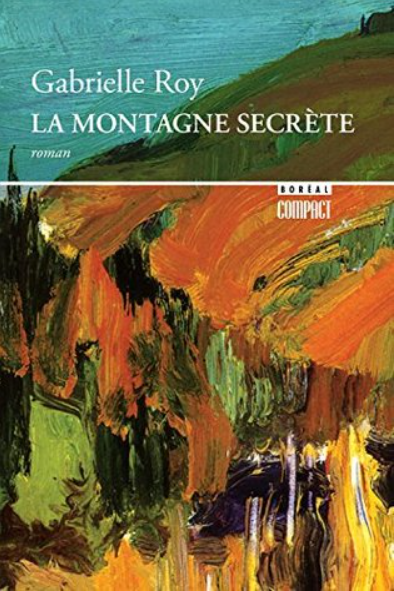 Gabrielle Roy
LA MONTAGNE SECRÈTE
roman
BORÉAL
COMPACT